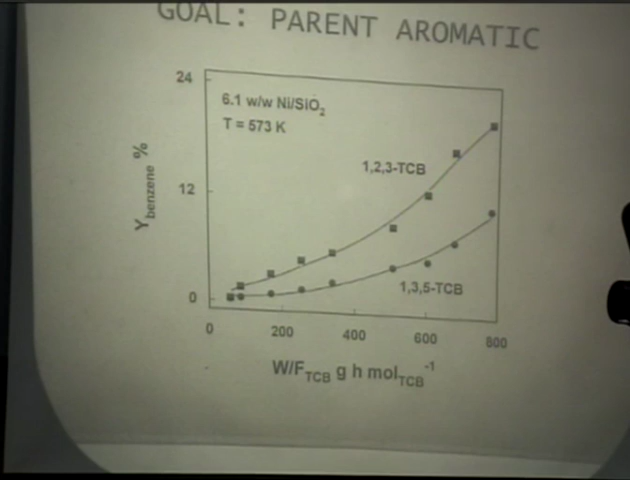 GOAL: PARENT AROMATIC
24
6.1 w/w Ni/SiO2
T = 573 K
1,2,3-TCB
Ybenzene %
12
1,3,5-TCB
0
0 200 400 600 800
W/FTCB g h molTCB-1